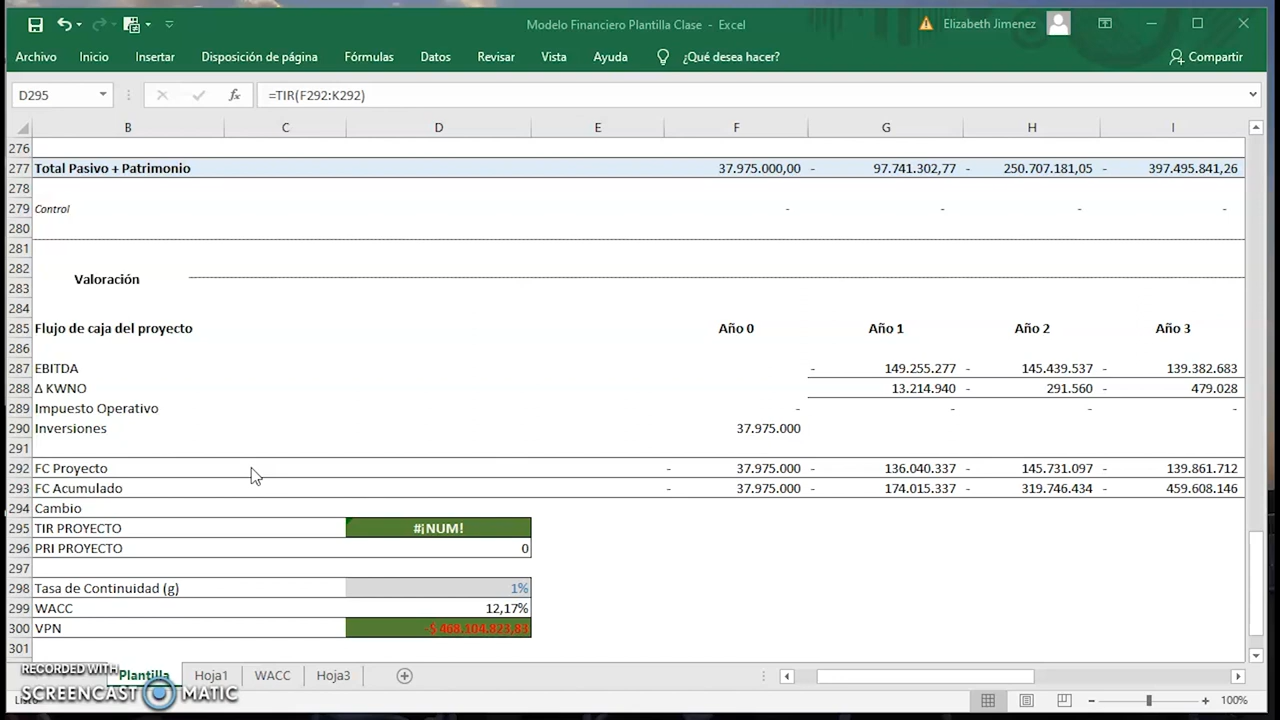 Modelo Financiero Plantilla Clase - Excel
Elizabeth Jimenez
Archivo Inicio Insertar Disposición de página Fórmulas Datos Revisar Vista Ayuda ¿Qué desea hacer? Compartir
D295 fx =TIR(F292:K292)
B C D E F G H I
276
277 Total Pasivo + Patrimonio 37.975.000,00 - 97.741.302,77 - 250.707.181,05 - 397.495.841,26
278
279 Control - - - -
280
281
282
Valoración
283
284
285 Flujo de caja del proyecto Año 0 Año 1 Año 2 Año 3
286
287 EBITDA - 149.255.277 - 145.439.537 - 139.382.683
288 Δ KWNO 13.214.940 - 291.560 - 479.028
289 Impuesto Operativo - - - -
290 Inversiones 37.975.000
291
292 FC Proyecto - 37.975.000 - 136.040.337 - 145.731.097 - 139.861.712
293 FC Acumulado - 37.975.000 - 174.015.337 - 319.746.434 - 459.608.146
294 Cambio
295 TIR PROYECTO #¡NUM!
296 PRI PROYECTO 0
297
298 Tasa de Continuidad (g) 1%
299 WACC 12,17%
300 VPN -$ 468.104.823,83
301
Plantilla Hoja1 WACC Hoja3
RECORDED WITH
SCREENCAST MATIC
100%